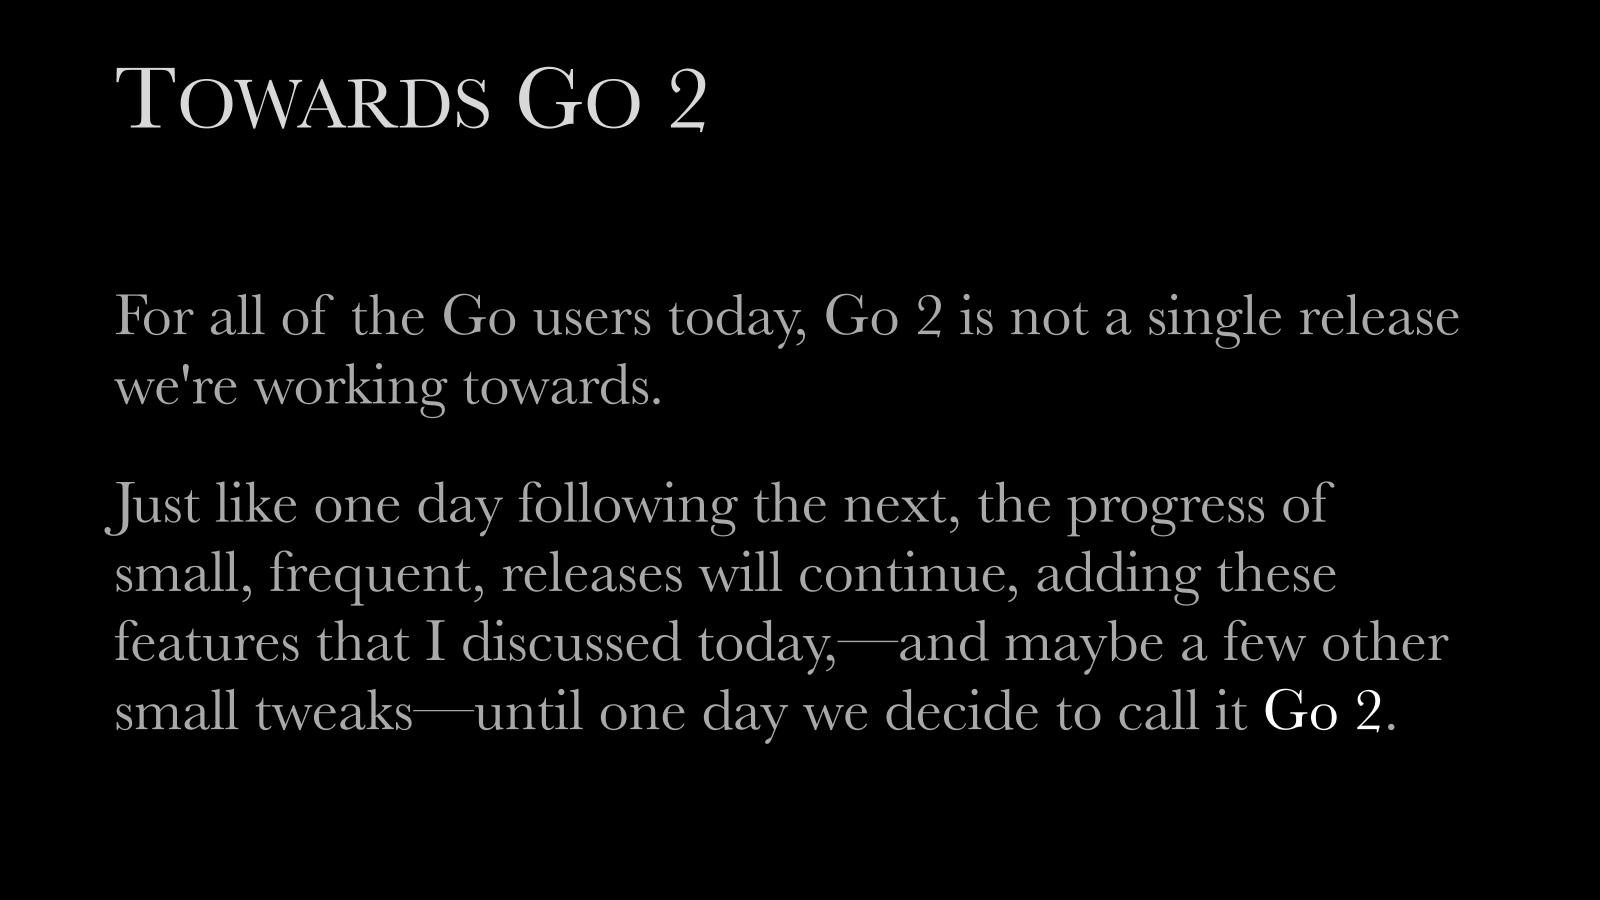 Towards Go 2
For all of the Go users today, Go 2 is not a single release
we're working towards.
Just like one day following the next, the progress of
small, frequent, releases will continue, adding these
features that I discussed today,—and maybe a few other
small tweaks—until one day we decide to call it Go 2.